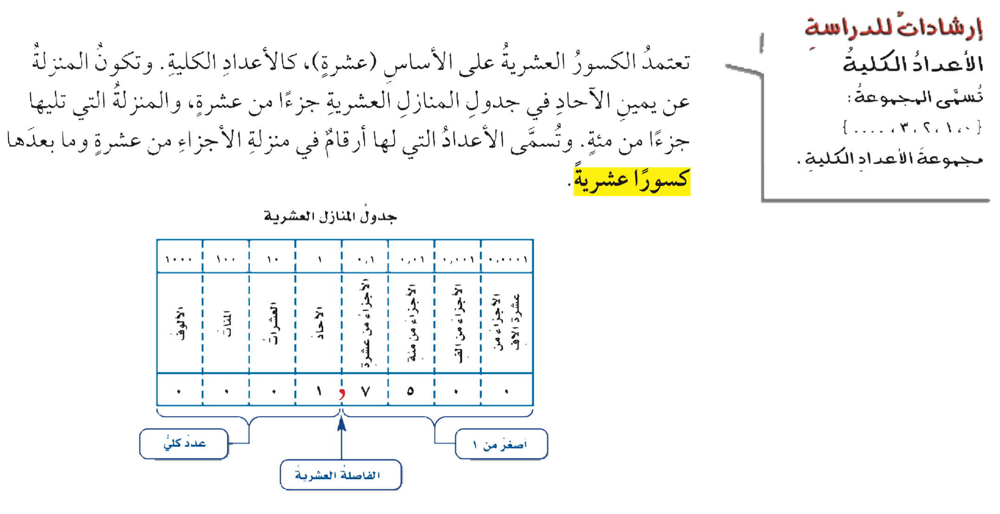 إرشاداتٌ للدراسةِ
الأعدادُ الكليةُ
تُسمَّى المجموعةُ:
{٠، ١، ٢، ٣، ....}
مجموعةَ الأعدادِ الكليةِ.
تعتمدُ الكسورُ العشريةُ على الأساسِ (عشرةٍ)، كالأعدادِ الكليةِ. وتكونُ المنزلةُ
عن يمينِ الآحادِ في جدولِ المنازلِ العشريةِ جزءًا من عشرةٍ، والمنزلةُ التي تليها
جزءًا من مئةٍ. وتُسمَّى الأعدادُ التي لها أرقامٌ في منزلةِ الأجزاءِ من عشرةٍ وما بعدَها
كسورًا عشريةً.
جدولُ المنازل العشرية
١٠٠٠ ١٠٠ ١٠ ١ ٠,١ ٠,٠١ ٠,٠٠١ ٠,٠٠٠١
الألوفُ
المئاتُ
العشراتُ
الآحادُ
الأجزاءُ من عشرةِ
الأجزاءُ من مئةِ
الأجزاءُ من ألفِ
الأجزاءُ من
عشرة آلافِ
٠ ٠ ٠ ١ , ٧ ٥ ٠ ٠
عددٌ كليٌّ
أصغرُ من ١
الفاصلةُ العشريةُ